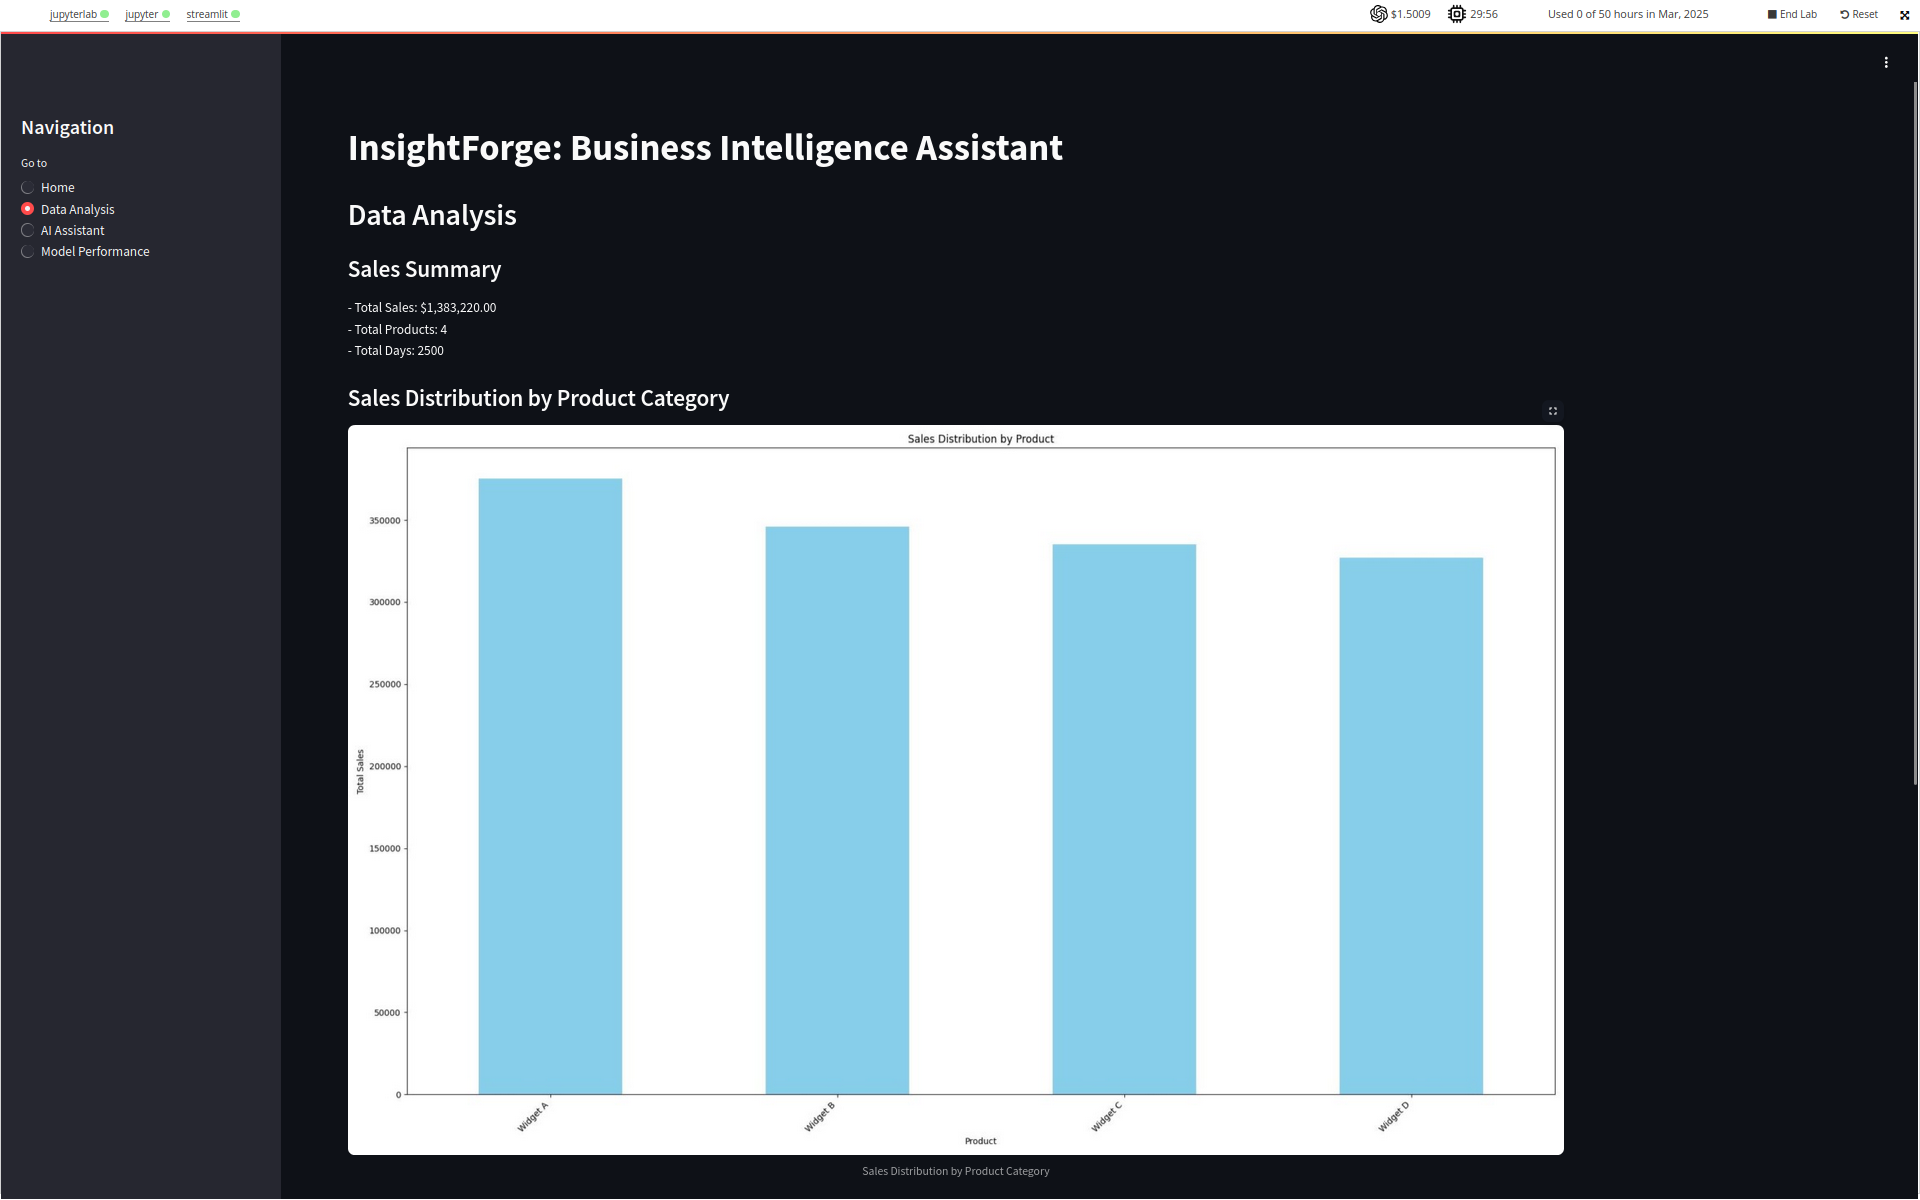 jupyterlab jupyter streamlit $1.5009 29:56 Used 0 of 50 hours in Mar, 2025 End Lab Reset
Navigation
Go to
Home
Data Analysis
AI Assistant
Model Performance
InsightForge: Business Intelligence Assistant
Data Analysis
Sales Summary
- Total Sales: $1,383,220.00
- Total Products: 4
- Total Days: 2500
Sales Distribution by Product Category
Sales Distribution by Product
350000
300000
250000
200000
150000
100000
50000
0
Total Sales
Widget A Widget B Widget C Widget D
Product
Sales Distribution by Product Category